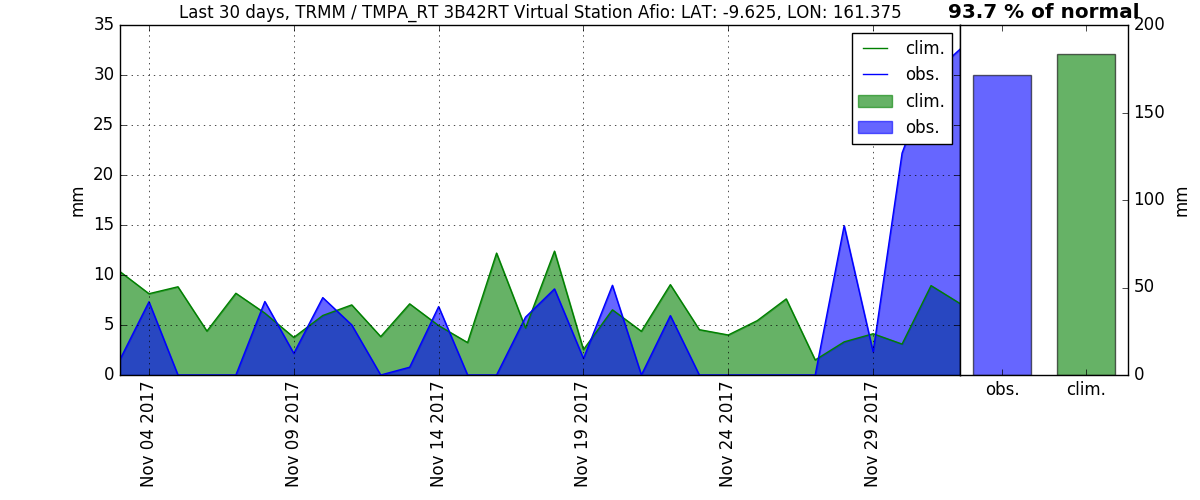 Last 30 days, TRMM / TMPA_RT 3B42RT Virtual Station Afio: LAT: -9.625, LON: 161.375
93.7 % of normal
35
30
25
20
15
10
5
0
mm
clim.
obs.
clim.
obs.
200
150
100
50
0
mm
Nov 04 2017
Nov 09 2017
Nov 14 2017
Nov 19 2017
Nov 24 2017
Nov 29 2017
obs.
clim.